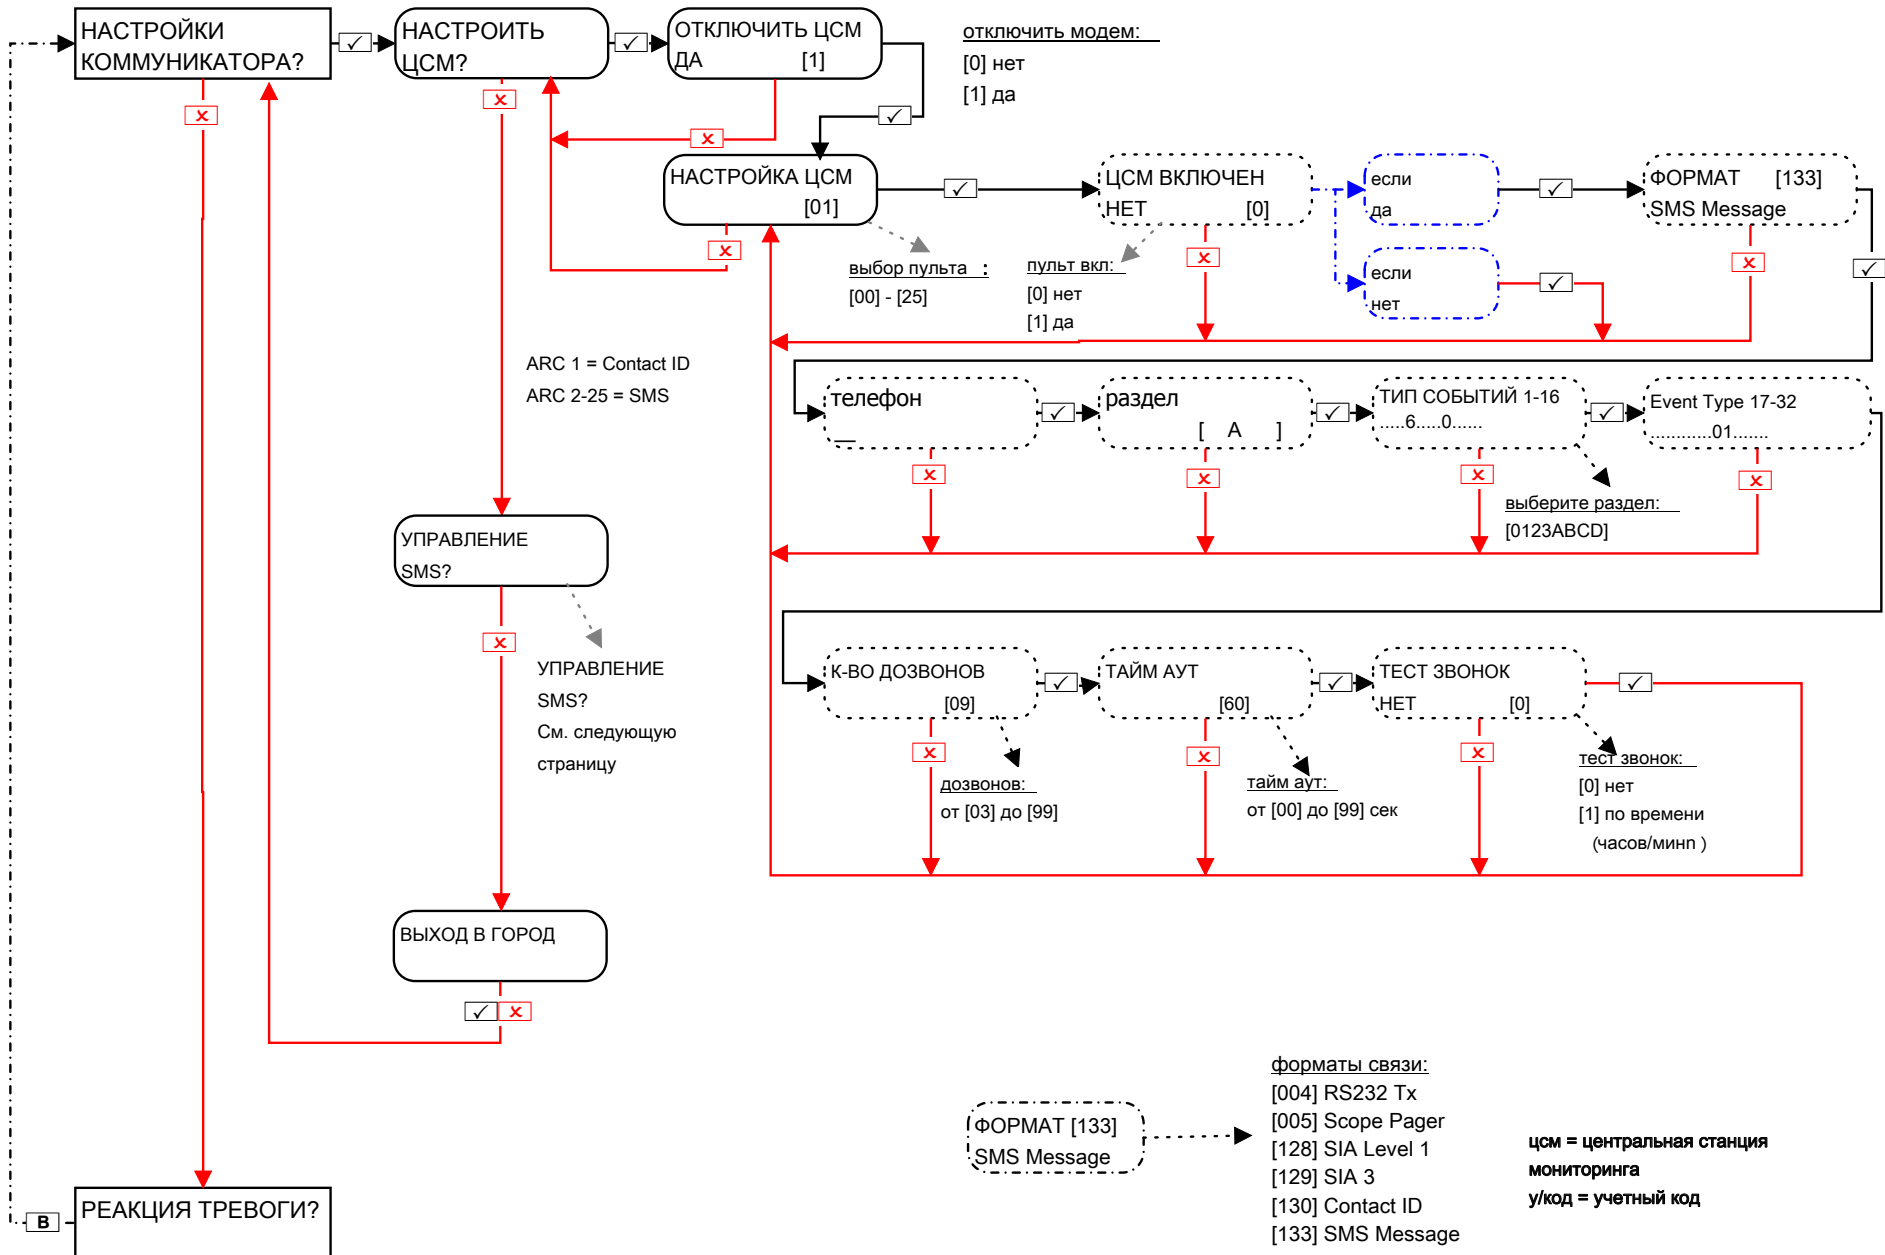 НАСТРОЙКИ
КОММУНИКАТОРА?
НАСТРОИТЬ
ЦСМ?
ОТКЛЮЧИТЬ ЦСМ
ДА [1]
отключить модем:
[0] нет
[1] да
НАСТРОЙКА ЦСМ
[01]
ЦСМ ВКЛЮЧЕН
НЕТ [0]
если
да
ФОРМАТ [133]
SMS Message
если
нет
выбор пульта :
[00] - [25]
пульт вкл:
[0] нет
[1] да
ARC 1 = Contact ID
ARC 2-25 = SMS
телефон
__
раздел
[ A ]
ТИП СОБЫТИЙ 1-16
.....6.....0......
Event Type 17-32
............01.......
выберите раздел:
[0123ABCD]
УПРАВЛЕНИЕ
SMS?
УПРАВЛЕНИЕ
SMS?
См. следующую
страницу
К-ВО ДОЗВОНОВ
[09]
ТАЙМ АУТ
[60]
ТЕСТ ЗВОНОК
НЕТ [0]
дозвонов:
от [03] до [99]
тайм аут:
от [00] до [99] сек
тест звонок:
[0] нет
[1] по времени
(часов/минn )
ВЫХОД В ГОРОД
ФОРМАТ [133]
SMS Message
форматы связи:
[004] RS232 Tx
[005] Scope Pager
[128] SIA Level 1
[129] SIA 3
[130] Contact ID
[133] SMS Message
цсм = центральная станция
мониторинга
у/код = учетный код
B
РЕАКЦИЯ ТРЕВОГИ?